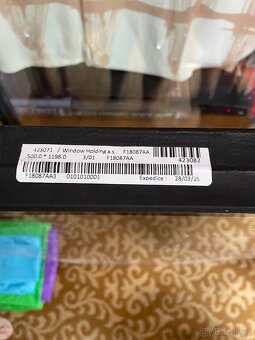 423071 / Window Holding a.s F18087AA
500.0 * 1198.0 3/01 F18087AA
423082
F18087AA3 0101010001 Expedice : 28/03/25